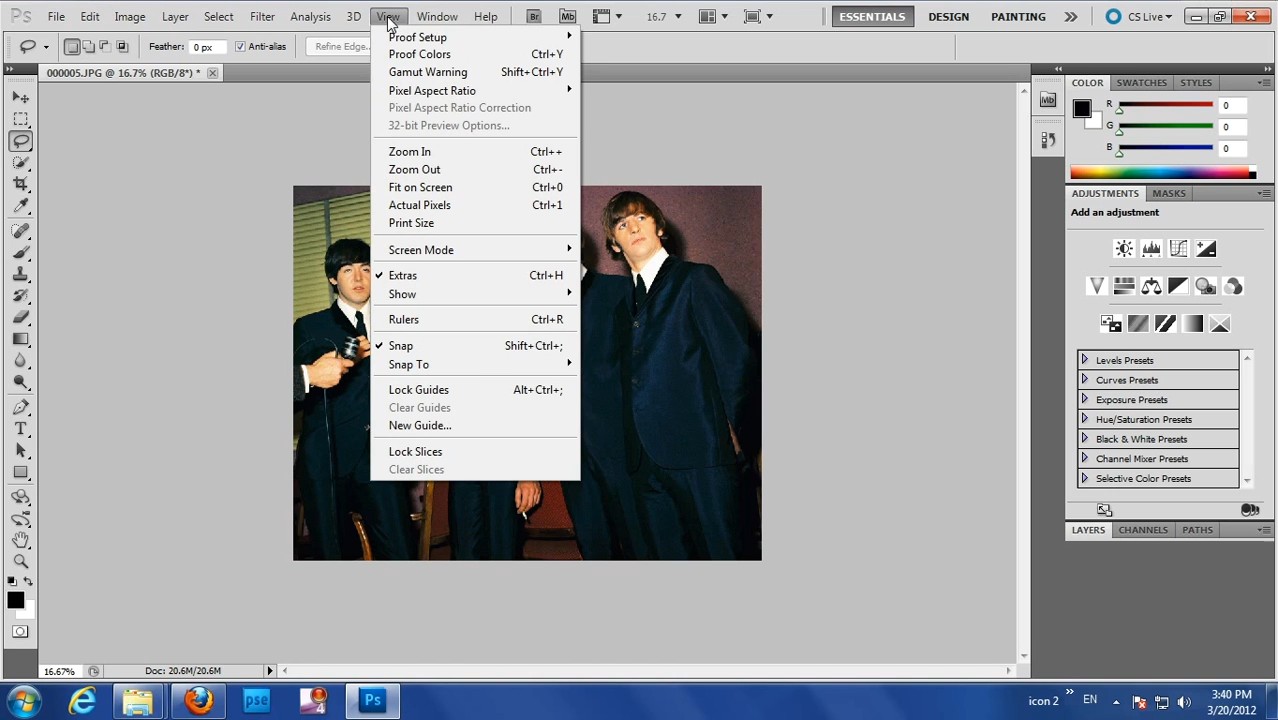 Ps File Edit Image Layer Select Filter Analysis 3D View Window Help Br Mb 16.7 ESSENTIALS DESIGN PAINTING CS Live
Feather: 0 px Anti-alias Refine Edge...
000005.JPG @ 16.7% (RGB/8*) *
Proof Setup
Proof Colors Ctrl+Y
Gamut Warning Shift+Ctrl+Y
Pixel Aspect Ratio
Pixel Aspect Ratio Correction
32-bit Preview Options...
Zoom In Ctrl++
Zoom Out Ctrl+-
Fit on Screen Ctrl+0
Actual Pixels Ctrl+1
Print Size
Screen Mode
Extras Ctrl+H
Show
Rulers Ctrl+R
Snap Shift+Ctrl+;
Snap To
Lock Guides Alt+Ctrl+;
Clear Guides
New Guide...
Lock Slices
Clear Slices
Mb
COLOR SWATCHES STYLES
R 0
G 0
B 0
ADJUSTMENTS MASKS
Add an adjustment
Levels Presets
Curves Presets
Exposure Presets
Hue/Saturation Presets
Black & White Presets
Channel Mixer Presets
Selective Color Presets
LAYERS CHANNELS PATHS
16.67% Doc: 20.6M/20.6M
pse 4 Ps icon 2 EN 3:40 PM
3/20/2012